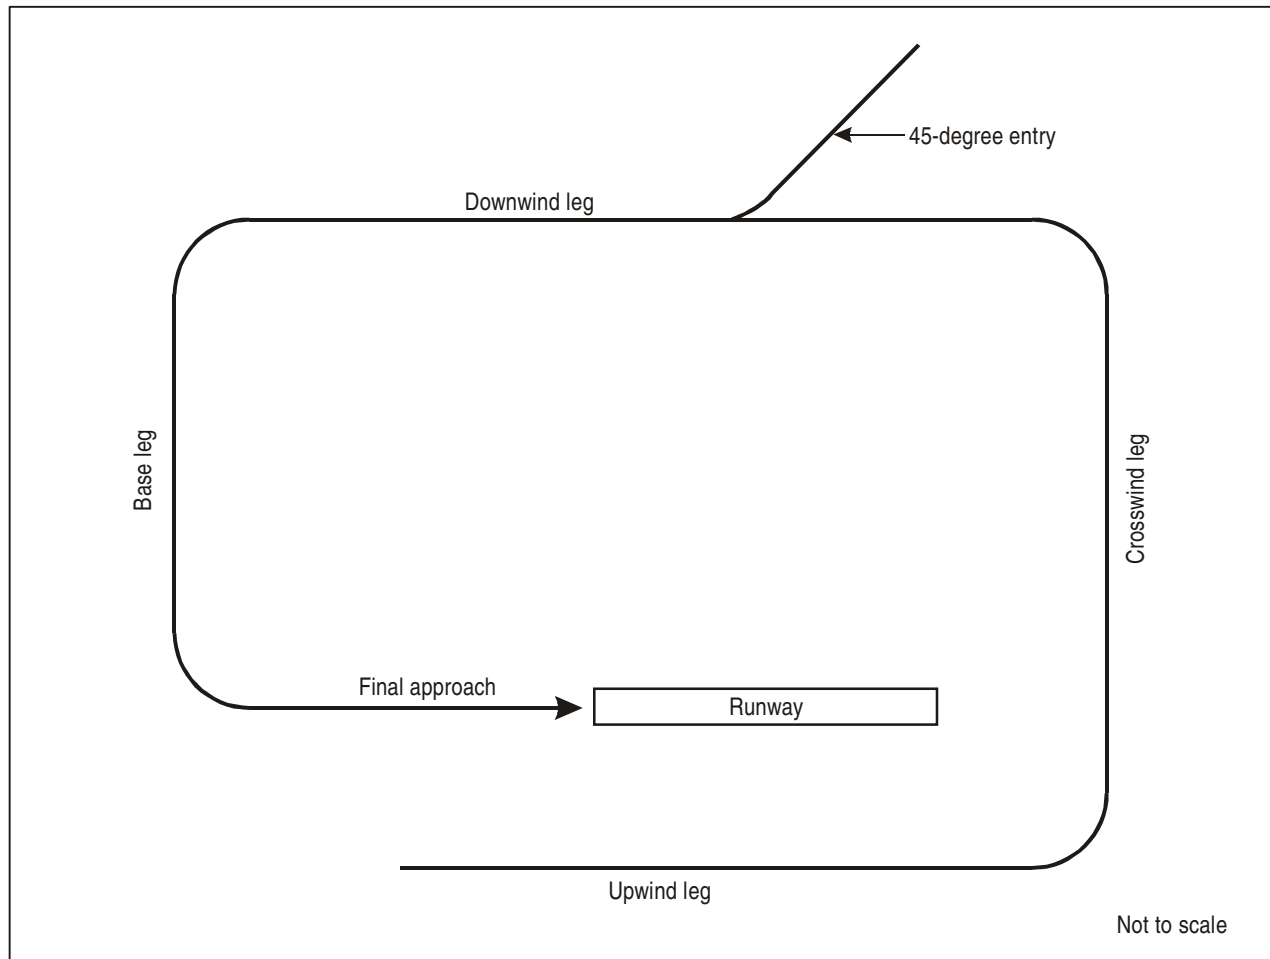 45-degree entry
Downwind leg
Base leg
Crosswind leg
Final approach
Runway
Upwind leg
Not to scale